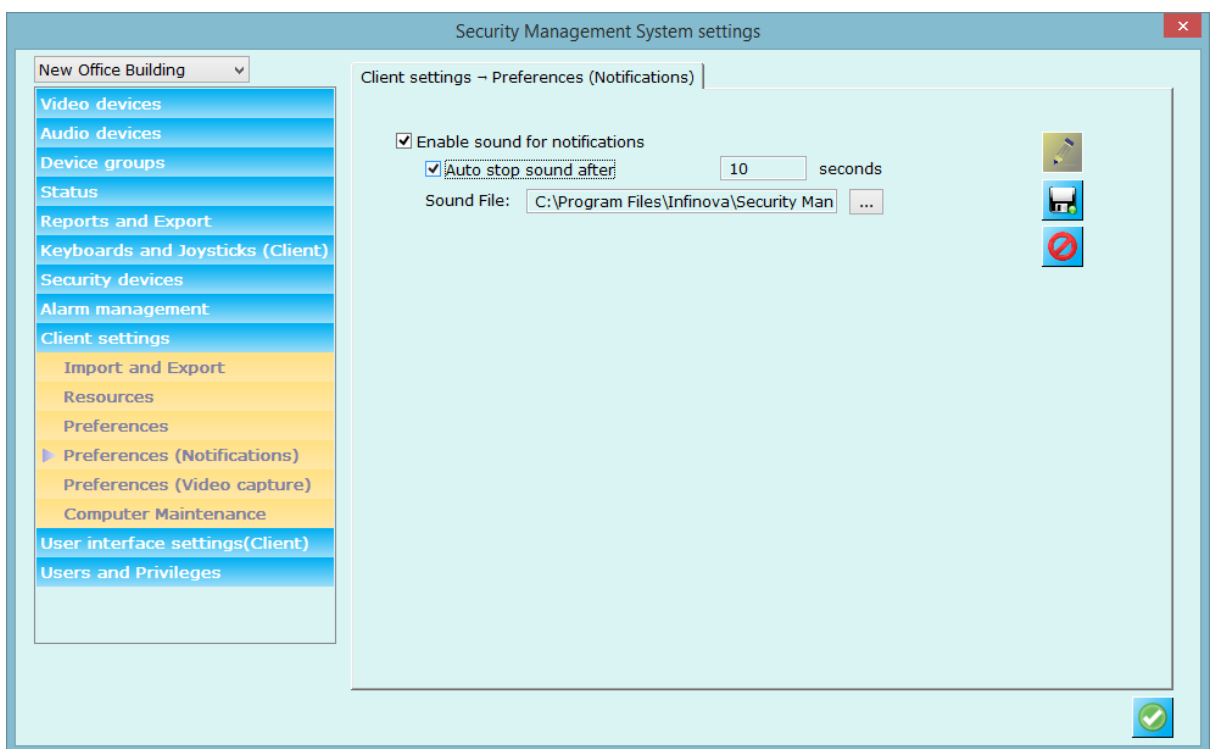 Security Management System settings
New Office Building
Video devices
Audio devices
Device groups
Status
Reports and Export
Keyboards and Joysticks (Client)
Security devices
Alarm management
Client settings
Import and Export
Resources
Preferences
Preferences (Notifications)
Preferences (Video capture)
Computer Maintenance
User interface settings(Client)
Users and Privileges
Client settings → Preferences (Notifications)
Enable sound for notifications
Auto stop sound after 10 seconds
Sound File: C:\Program Files\Infinova\Security Man ...